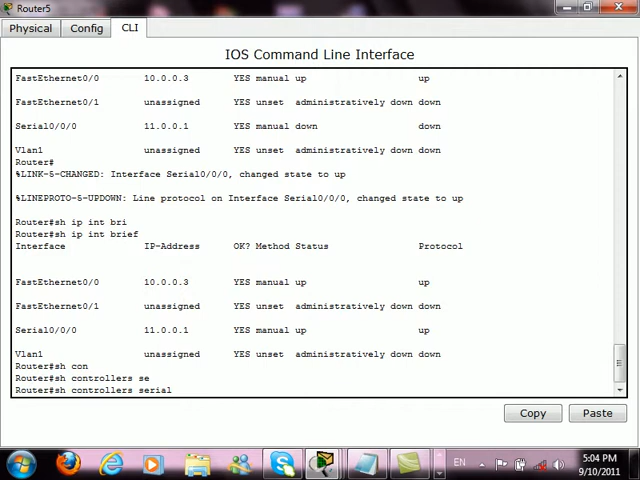 Router5
Physical Config CLI
IOS Command Line Interface
FastEthernet0/0 10.0.0.3 YES manual up up
FastEthernet0/1 unassigned YES unset administratively down down
Serial0/0/0 11.0.0.1 YES manual down down
Vlan1 unassigned YES unset administratively down down
Router#
%LINK-5-CHANGED: Interface Serial0/0/0, changed state to up
%LINEPROTO-5-UPDOWN: Line protocol on Interface Serial0/0/0, changed state to up
Router#sh ip int bri
Router#sh ip int brief
Interface IP-Address OK? Method Status Protocol
FastEthernet0/0 10.0.0.3 YES manual up up
FastEthernet0/1 unassigned YES unset administratively down down
Serial0/0/0 11.0.0.1 YES manual up up
Vlan1 unassigned YES unset administratively down down
Router#sh con
Router#sh controllers se
Router#sh controllers serial
Copy Paste
EN 5:04 PM
9/10/2011